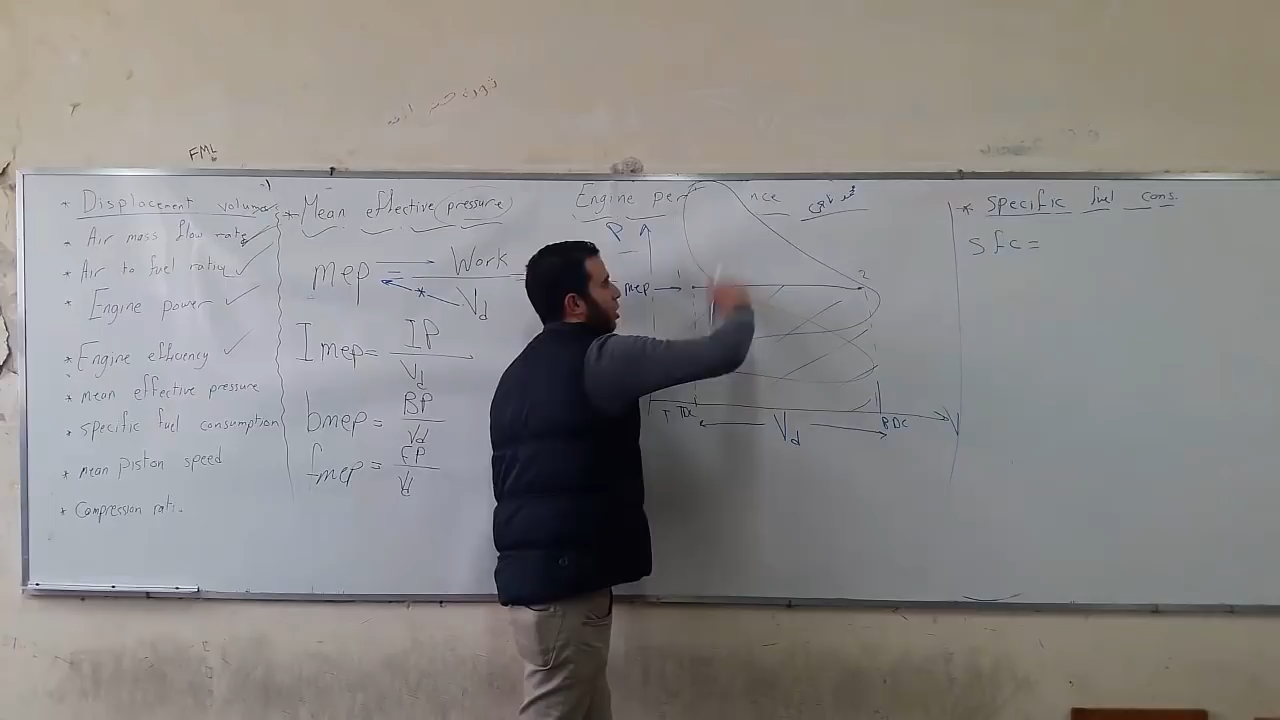 FML
* Displacement volume
* Air mass flow rate
* Air to fuel ratio
* Engine power
* Engine efficency
* mean effective pressure
* specific fuel consumption
* mean piston speed
* Compression rati.
* Mean effective (pressure)
mep = Work
Vd
Imep = IP
Vd
bmep = BP
Vd
fmep = FP
Vd
Engine per nce
P
1
2
mep →
T TDC
BDC
Vd
V
* Specific fuel cons.
Sfc =